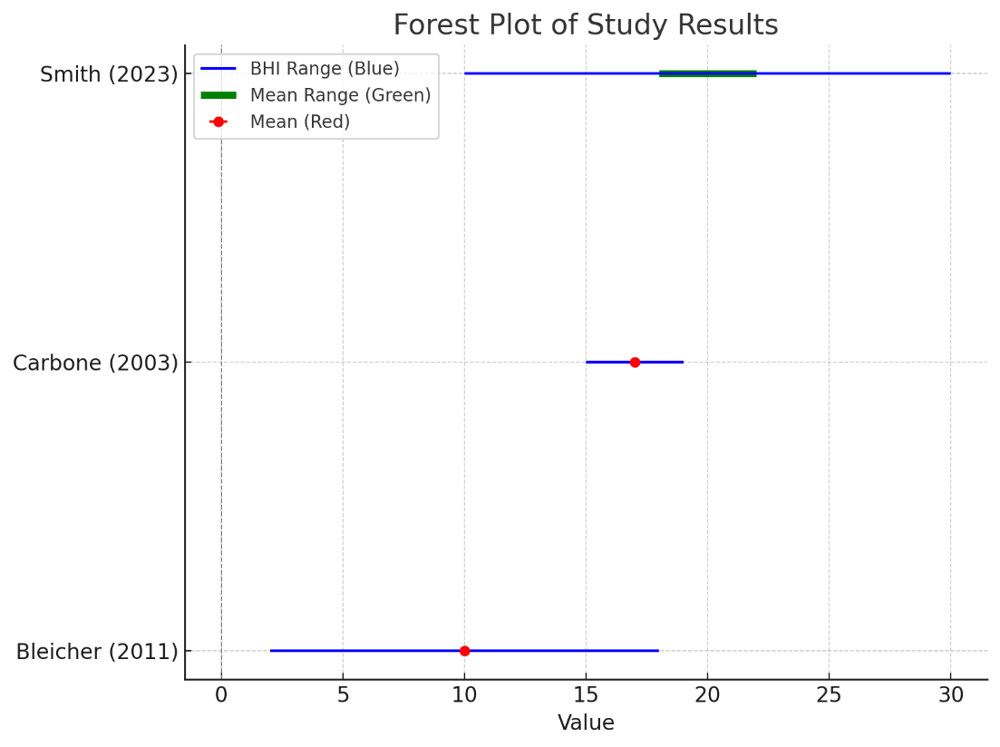 Forest Plot of Study Results
Smith (2023)
BHI Range (Blue)
Mean Range (Green)
Mean (Red)
Carbone (2003)
Bleicher (2011)
0 5 10 15 20 25 30
Value